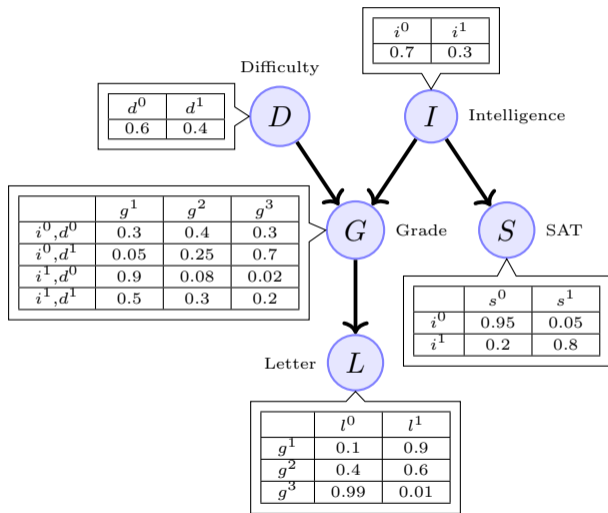 i⁰ i¹
0.7 0.3
Difficulty
d⁰ d¹
0.6 0.4
D
I
Intelligence
g¹ g² g³
i⁰,d⁰ 0.3 0.4 0.3
i⁰,d¹ 0.05 0.25 0.7
i¹,d⁰ 0.9 0.08 0.02
i¹,d¹ 0.5 0.3 0.2
G
Grade
S
SAT
s⁰ s¹
i⁰ 0.95 0.05
i¹ 0.2 0.8
Letter
L
l⁰ l¹
g¹ 0.1 0.9
g² 0.4 0.6
g³ 0.99 0.01